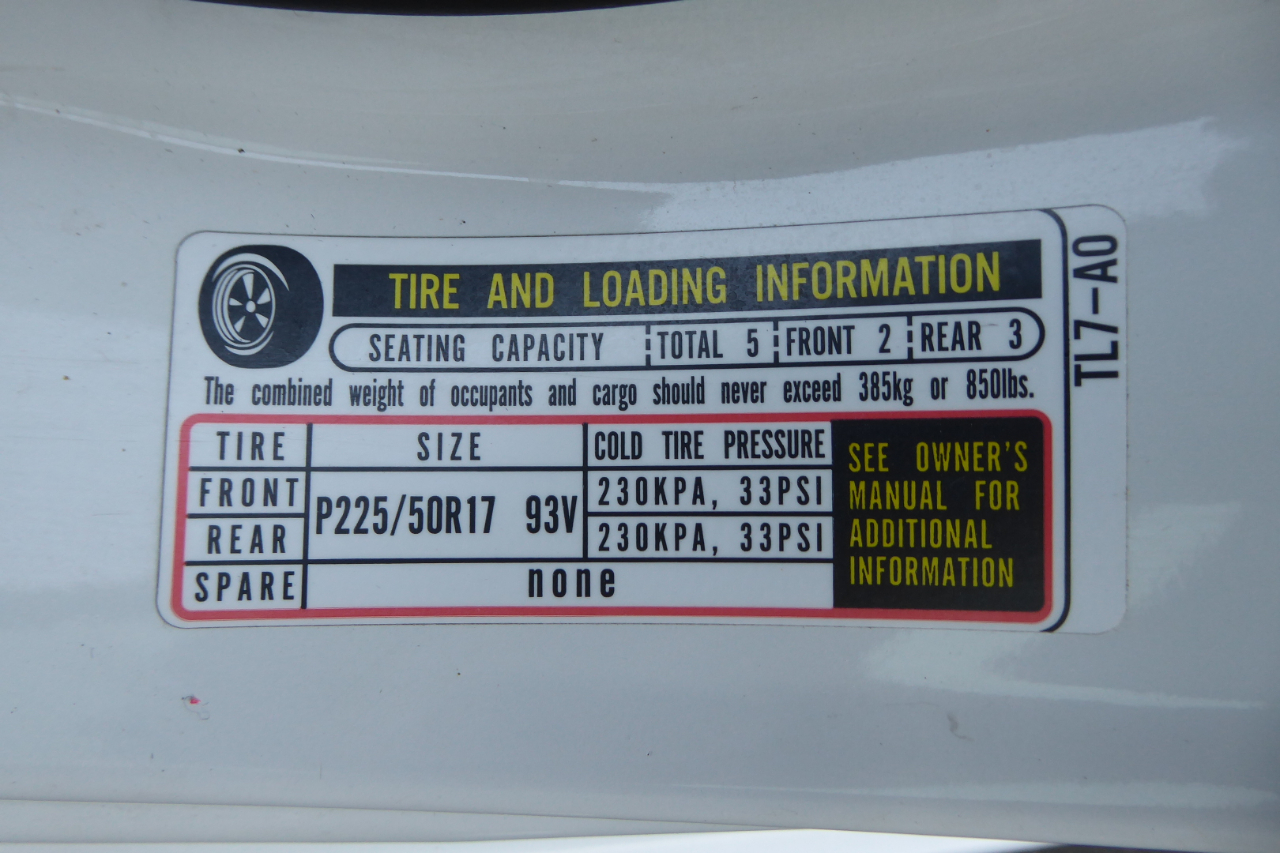 TIRE AND LOADING INFORMATION
SEATING CAPACITY TOTAL 5 FRONT 2 REAR 3
The combined weight of occupants and cargo should never exceed 385kg or 850lbs.
TIRE SIZE COLD TIRE PRESSURE
FRONT P225/50R17 93V 230KPA, 33PSI
REAR 230KPA, 33PSI
SPARE none
SEE OWNER'S
MANUAL FOR
ADDITIONAL
INFORMATION
TL7-A0